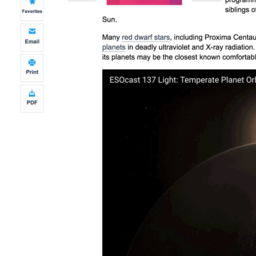 Favorites
Email
Print
PDF
siblings o
Sun.
Many red dwarf stars, including Proxima Centau
planets in deadly ultraviolet and X-ray radiation.
its planets may be the closest known comfortabl
ESOcast 137 Light: Temperate Planet Or